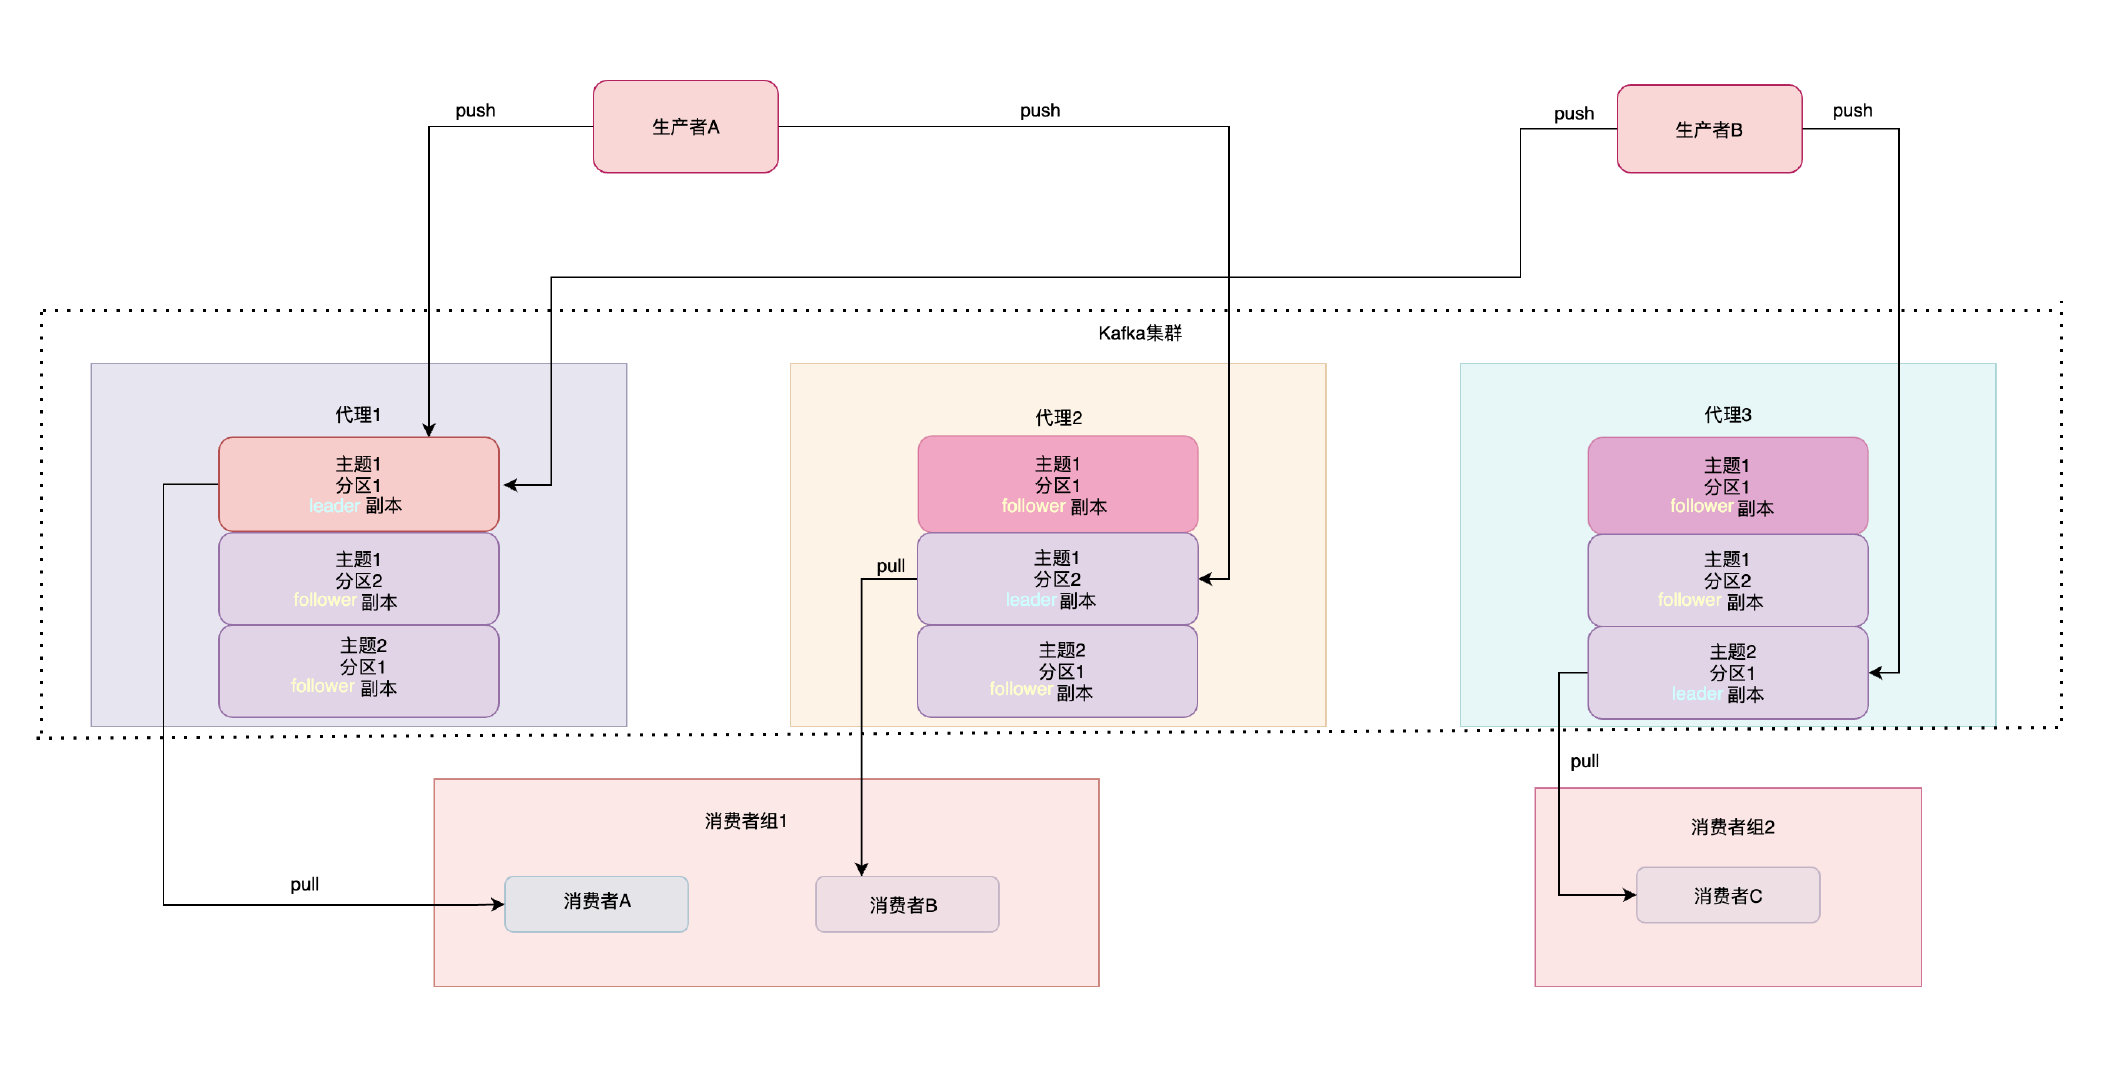 push
生产者A
push
push
生产者B
push
Kafka集群
代理1
主题1
分区1
leader 副本
主题1
分区2
follower 副本
主题2
分区1
follower 副本
代理2
主题1
分区1
follower 副本
pull
主题1
分区2
leader 副本
主题2
分区1
follower 副本
代理3
主题1
分区1
follower 副本
主题1
分区2
follower 副本
主题2
分区1
leader 副本
pull
消费者组1
pull
消费者A
消费者B
消费者组2
消费者C